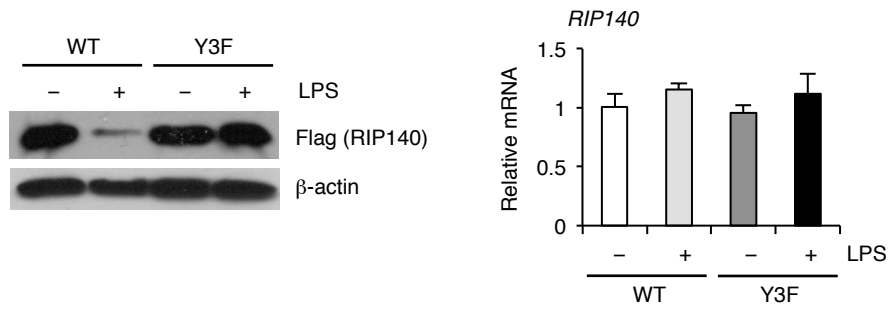 WT Y3F
– + – + LPS
Flag (RIP140)
β-actin
RIP140
Relative mRNA
1.5
1
0.5
0
– + – + LPS
WT Y3F